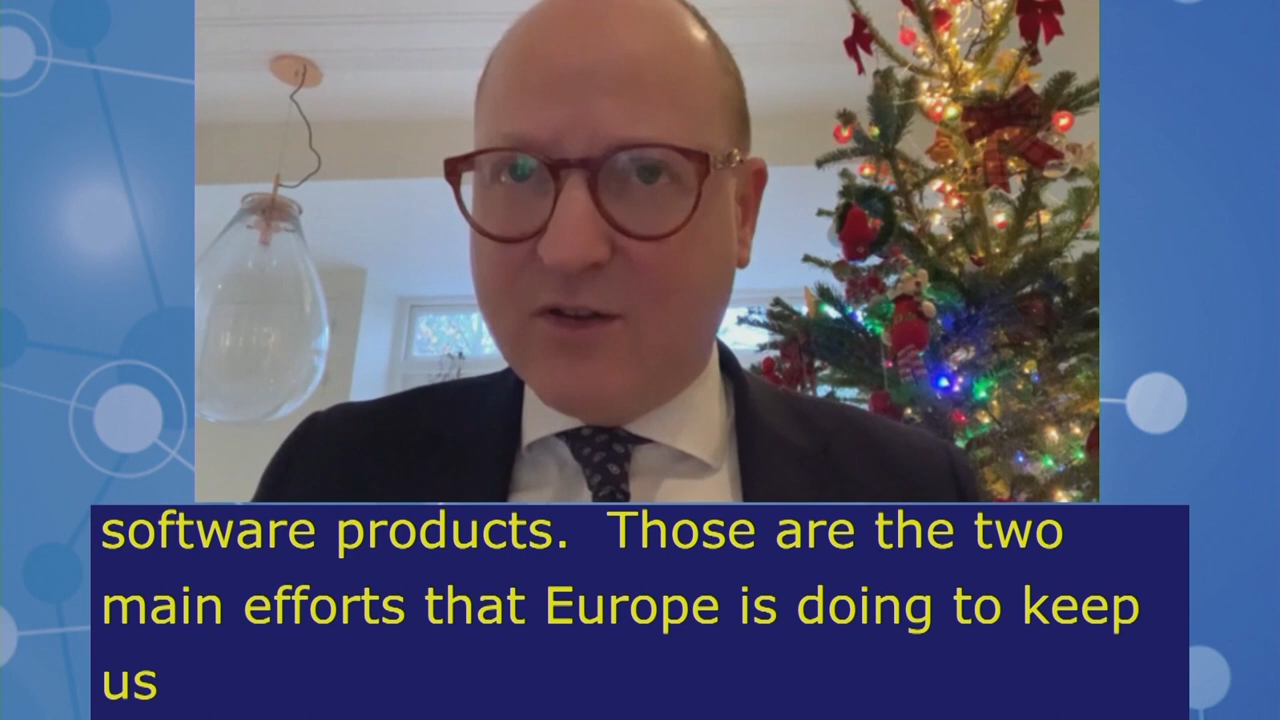 software products.  Those are the two
main efforts that Europe is doing to keep
us